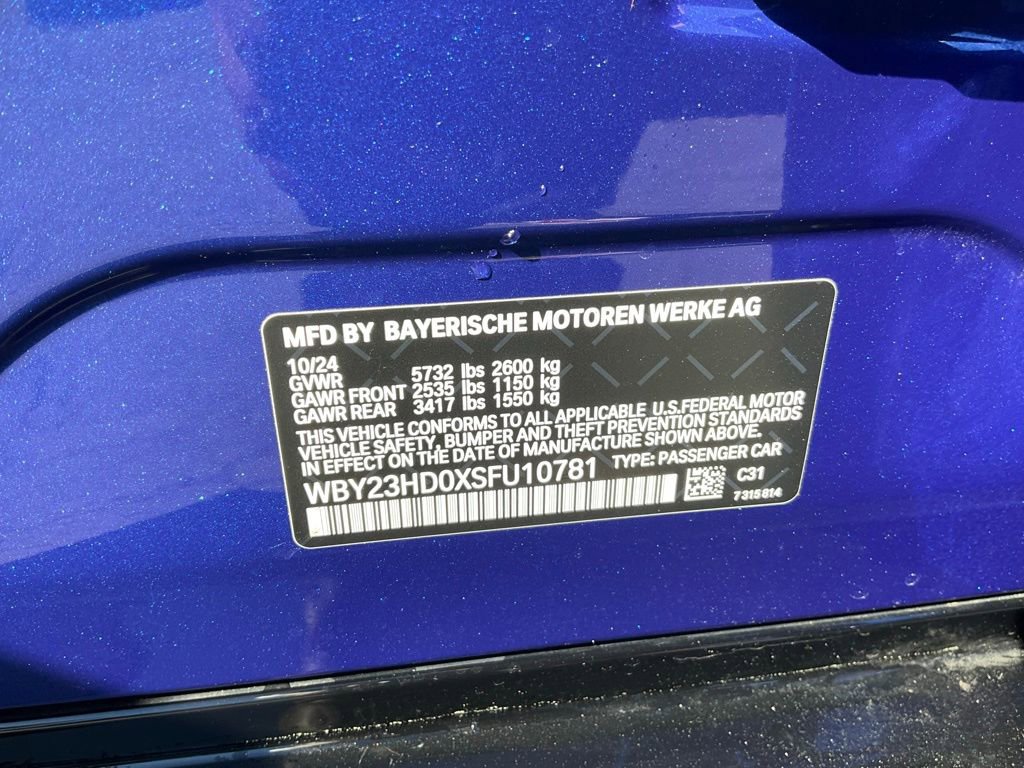 MFD BY BAYERISCHE MOTOREN WERKE AG
10/24
GVWR 5732 lbs 2600 kg
GAWR FRONT 2535 lbs 1150 kg
GAWR REAR 3417 lbs 1550 kg
THIS VEHICLE CONFORMS TO ALL APPLICABLE U.S.FEDERAL MOTOR
VEHICLE SAFETY, BUMPER AND THEFT PREVENTION STANDARDS
IN EFFECT ON THE DATE OF MANUFACTURE SHOWN ABOVE.
WBY23HD0XSFU10781 TYPE: PASSENGER CAR
C31
7315814